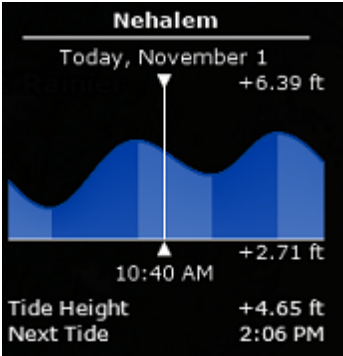 Nehalem
Today, November 1
+6.39 ft
+2.71 ft
10:40 AM
Tide Height +4.65 ft
Next Tide 2:06 PM